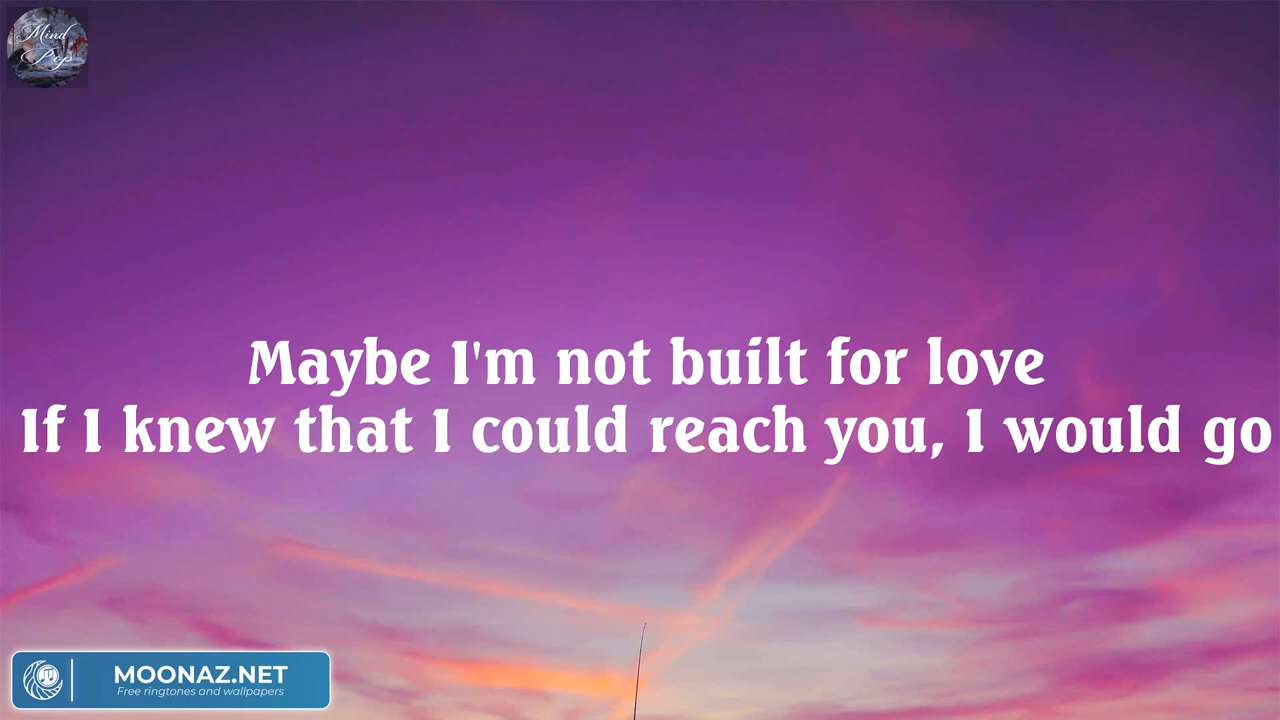 Mind
Pop
Maybe I'm not built for love
If I knew that I could reach you, I would go
MOONAZ.NET
Free ringtones and wallpapers